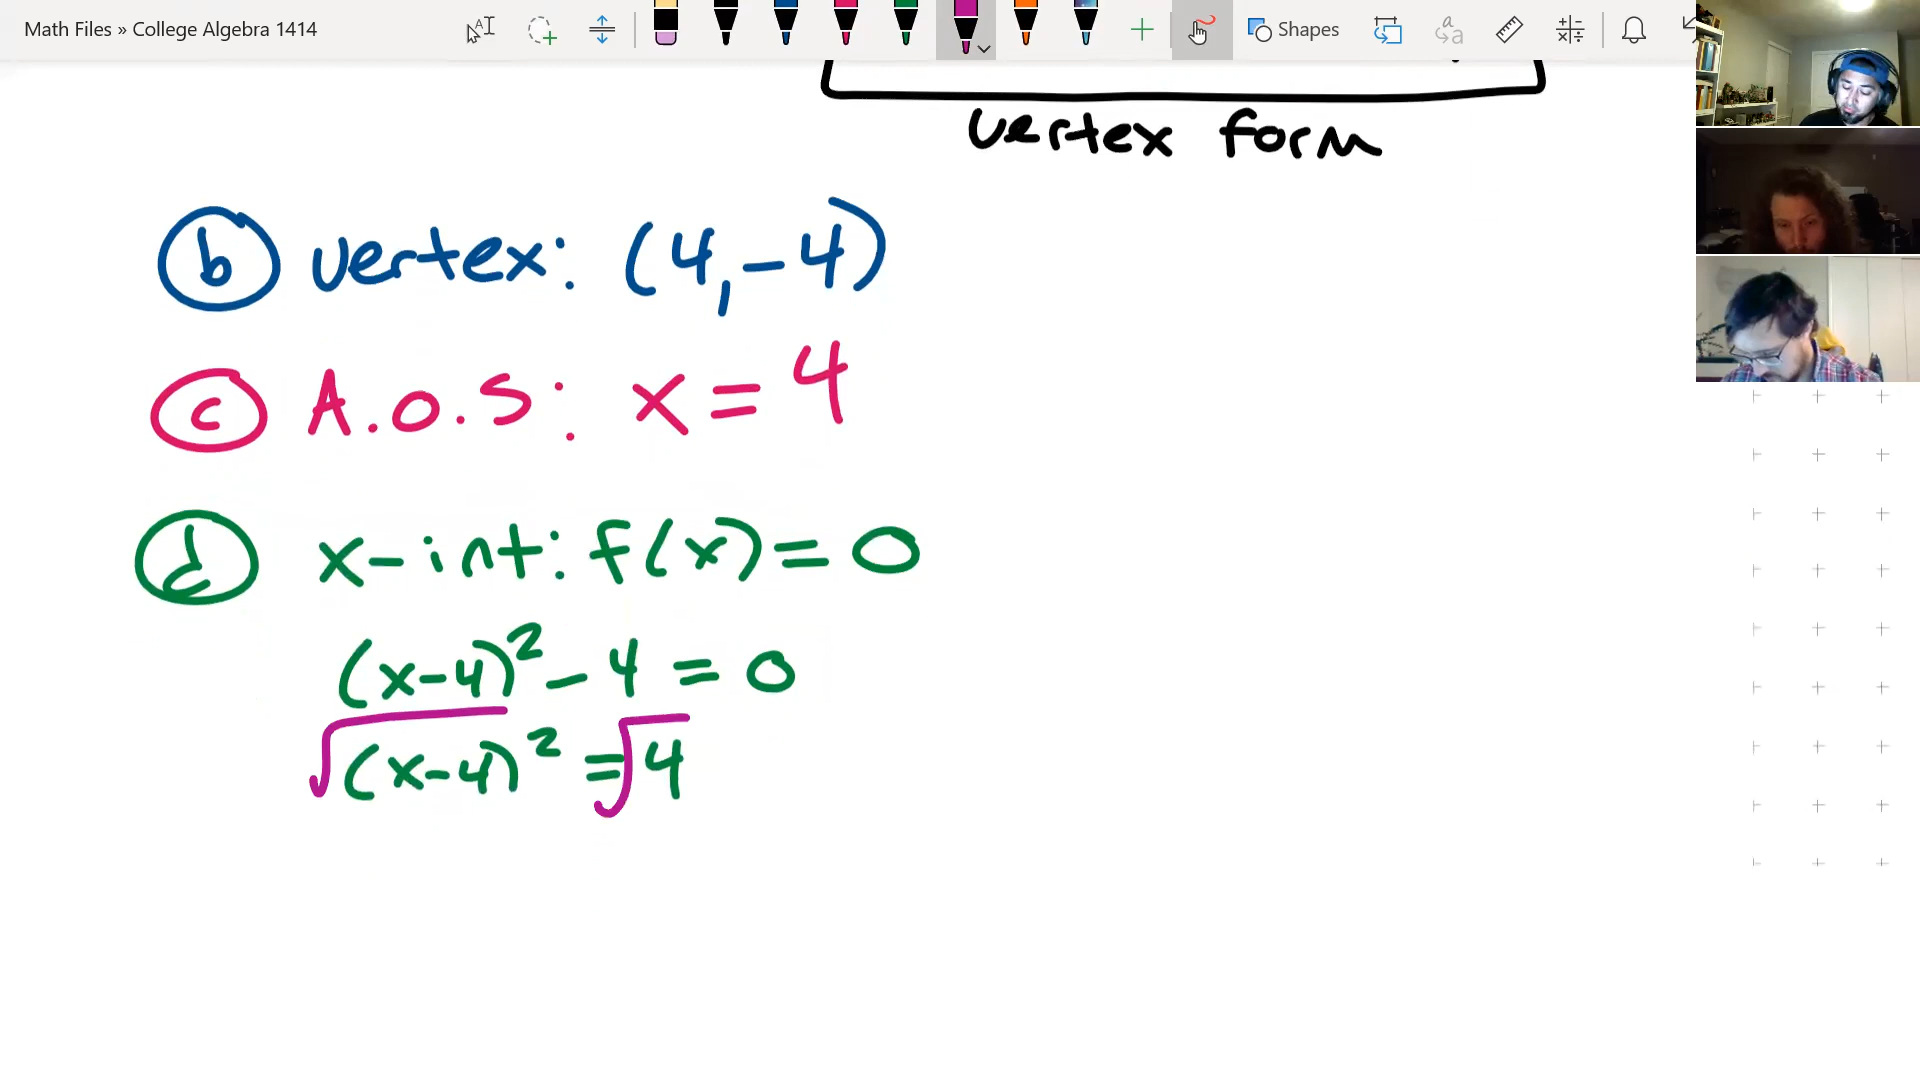 Math Files » College Algebra 1414
Shapes
vertex form
b vertex: (4,-4)
c A.o.S: x = 4
d x-int: f(x) = 0
(x-4)² - 4 = 0
√(x-4)² = √4